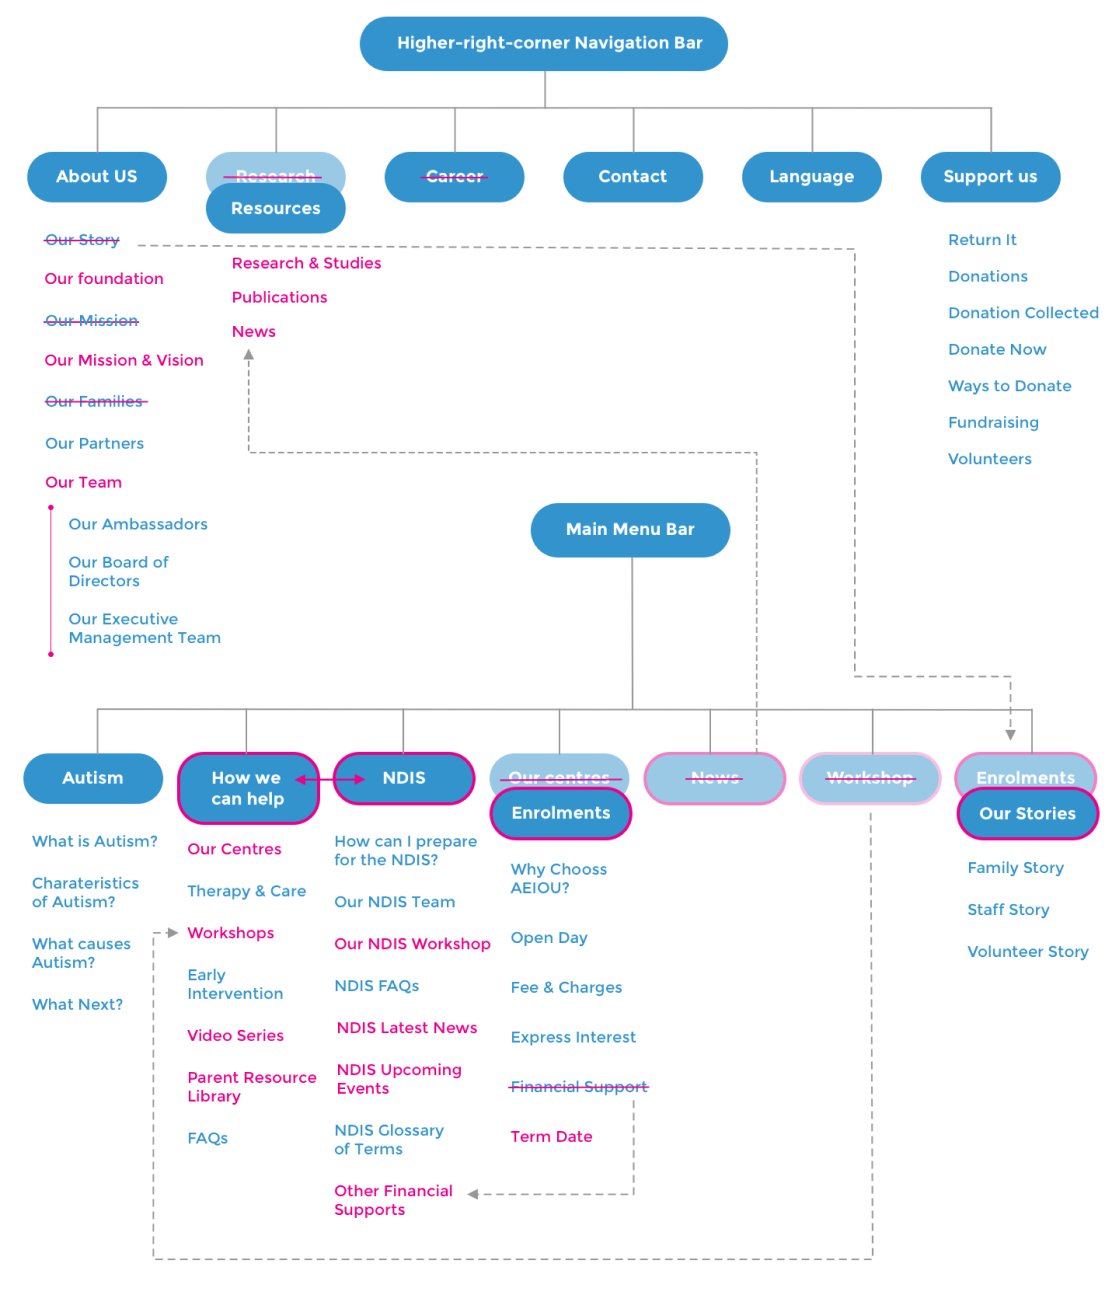 Higher-right-corner Navigation Bar
About US
Research
Resources
Career
Contact
Language
Support us
Our Story
Our foundation
Our Mission
Our Mission & Vision
Our Families
Our Partners
Our Team
Our Ambassadors
Our Board of
Directors
Our Executive
Management Team
Research & Studies
Publications
News
Return It
Donations
Donation Collected
Donate Now
Ways to Donate
Fundraising
Volunteers
Main Menu Bar
Autism
How we
can help
NDIS
Our centres
Enrolments
News
Workshop
Enrolments
Our Stories
What is Autism?
Charateristics
of Autism?
What causes
Autism?
What Next?
Our Centres
Therapy & Care
Workshops
Early
Intervention
Video Series
Parent Resource
Library
FAQs
How can I prepare
for the NDIS?
Our NDIS Team
Our NDIS Workshop
NDIS FAQs
NDIS Latest News
NDIS Upcoming
Events
NDIS Glossary
of Terms
Other Financial
Supports
Why Chooss
AEIOU?
Open Day
Fee & Charges
Express Interest
Financial Support
Term Date
Family Story
Staff Story
Volunteer Story